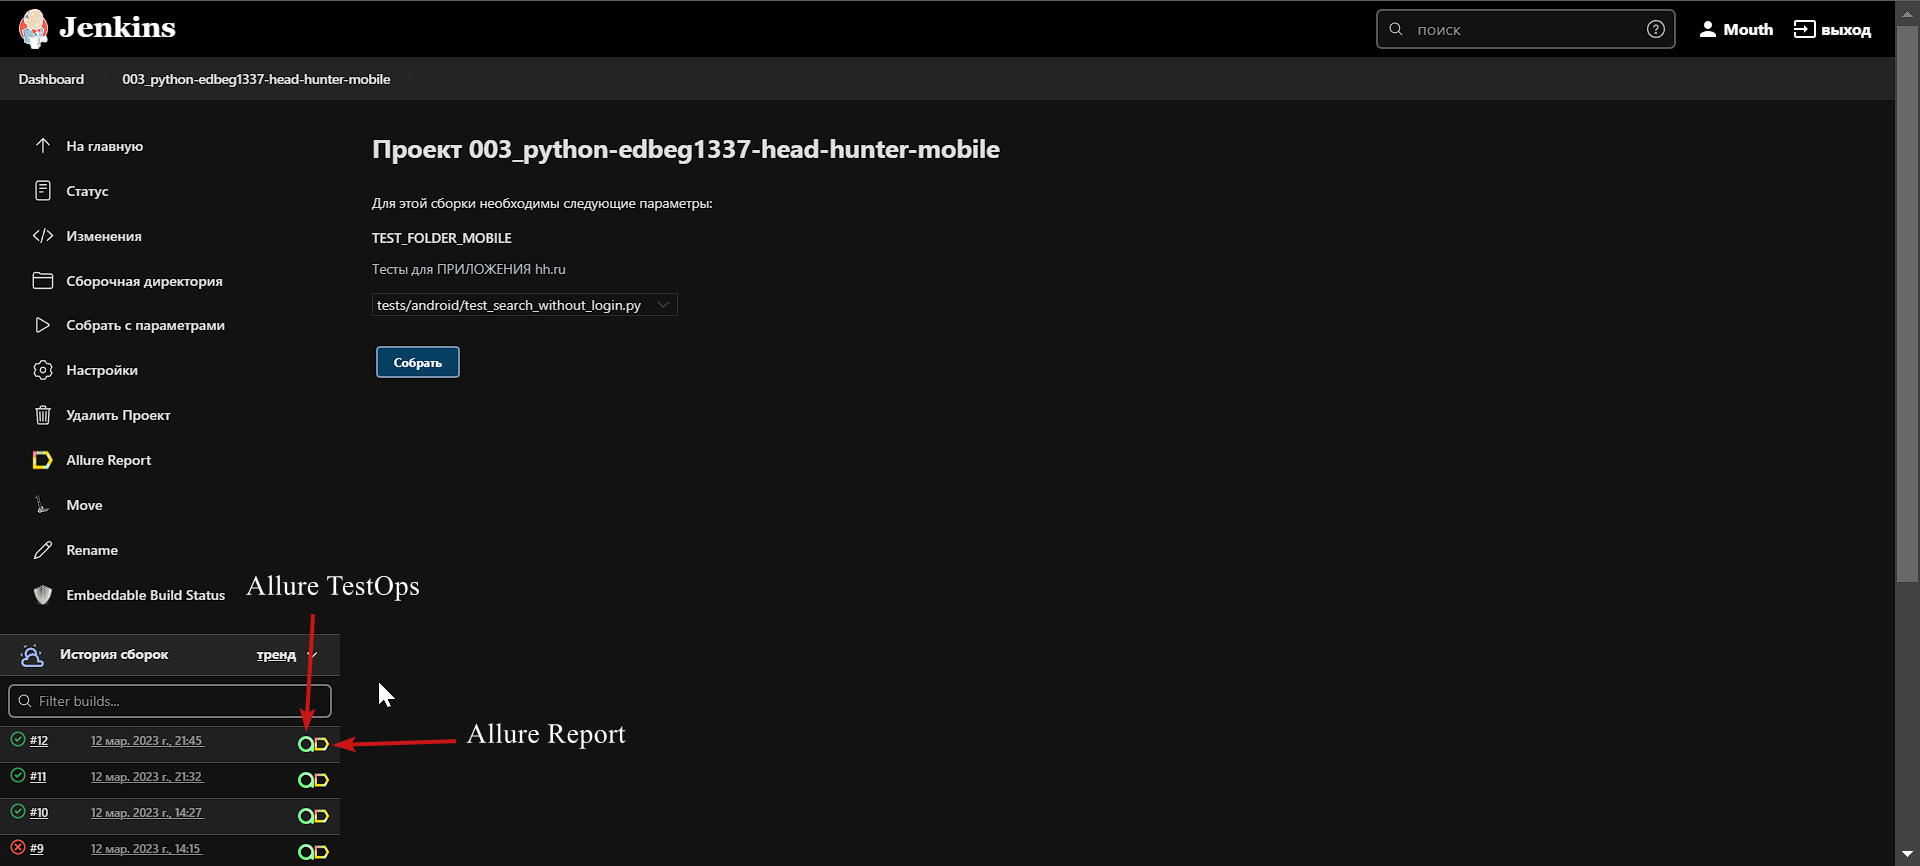 Jenkins
поиск
Mouth
выход
Dashboard
003_python-edbeg1337-head-hunter-mobile
На главную
Статус
Изменения
Сборочная директория
Собрать с параметрами
Настройки
Удалить Проект
Allure Report
Move
Rename
Embeddable Build Status
Проект 003_python-edbeg1337-head-hunter-mobile
Для этой сборки необходимы следующие параметры:
TEST_FOLDER_MOBILE
Тесты для ПРИЛОЖЕНИЯ hh.ru
tests/android/test_search_without_login.py
Собрать
Allure TestOps
История сборок
тренд
Filter builds...
#12 12 мар. 2023 г., 21:45
Allure Report
#11 12 мар. 2023 г., 21:32
#10 12 мар. 2023 г., 14:27
#9 12 мар. 2023 г., 14:15